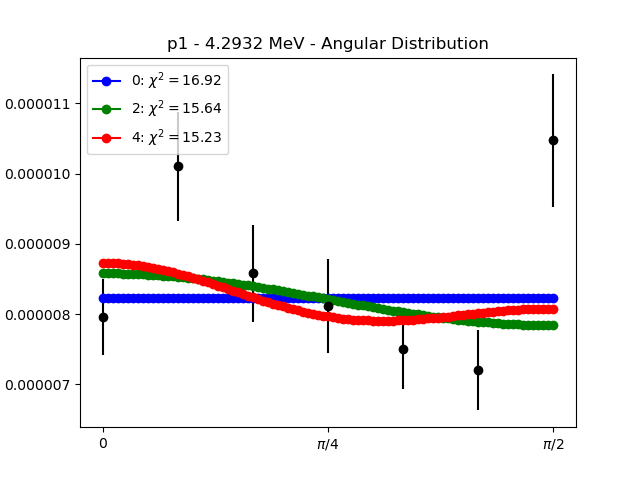 p1 - 4.2932 MeV - Angular Distribution
0: χ² = 16.92
2: χ² = 15.64
4: χ² = 15.23
0.000011
0.000010
0.000009
0.000008
0.000007
0 π/4 π/2